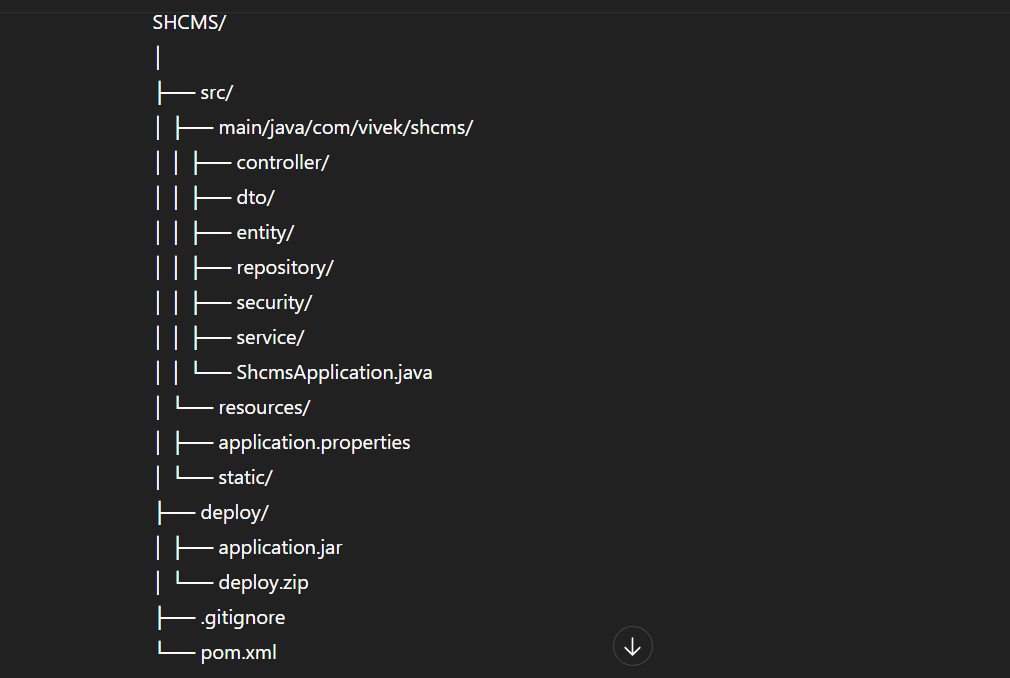 SHCMS/
│
├── src/
│ ├── main/java/com/vivek/shcms/
│ │ ├── controller/
│ │ ├── dto/
│ │ ├── entity/
│ │ ├── repository/
│ │ ├── security/
│ │ ├── service/
│ │ └── ShcmsApplication.java
│ └── resources/
│ ├── application.properties
│ └── static/
├── deploy/
│ ├── application.jar
│ └── deploy.zip
├── .gitignore
└── pom.xml